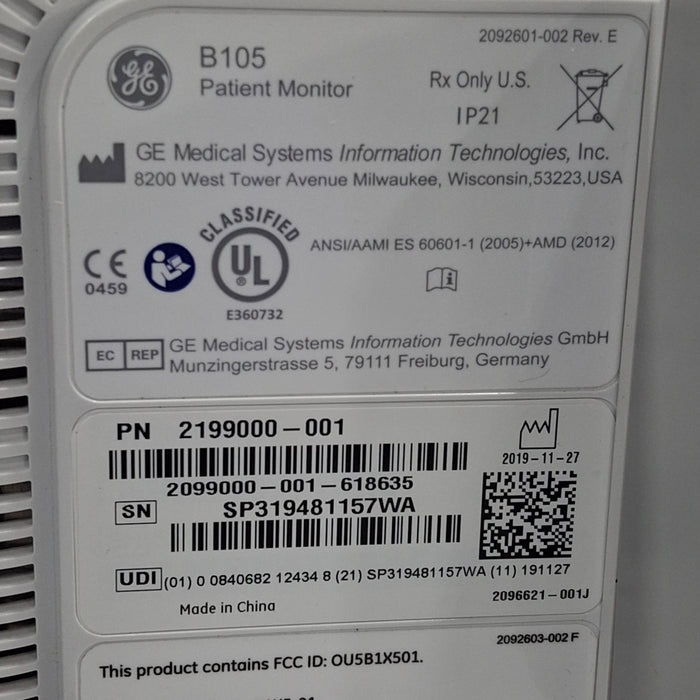 2092601-002 Rev. E
GE
B105
Patient Monitor
Rx Only U.S.
IP21
GE Medical Systems Information Technologies, Inc.
8200 West Tower Avenue Milwaukee, Wisconsin,53223,USA
CLASSIFIED
UL
®
E360732
CE
0459
ANSI/AAMI ES 60601-1 (2005)+AMD (2012)
EC REP
GE Medical Systems Information Technologies GmbH
Munzingerstrasse 5, 79111 Freiburg, Germany
PN 2199000-001
2019-11-27
2099000-001-618635
SN SP319481157WA
UDI (01) 0 0840682 12434 8 (21) SP319481157WA (11) 191127
Made in China
2096621-001J
2092603-002 F
This product contains FCC ID: OU5B1X501.